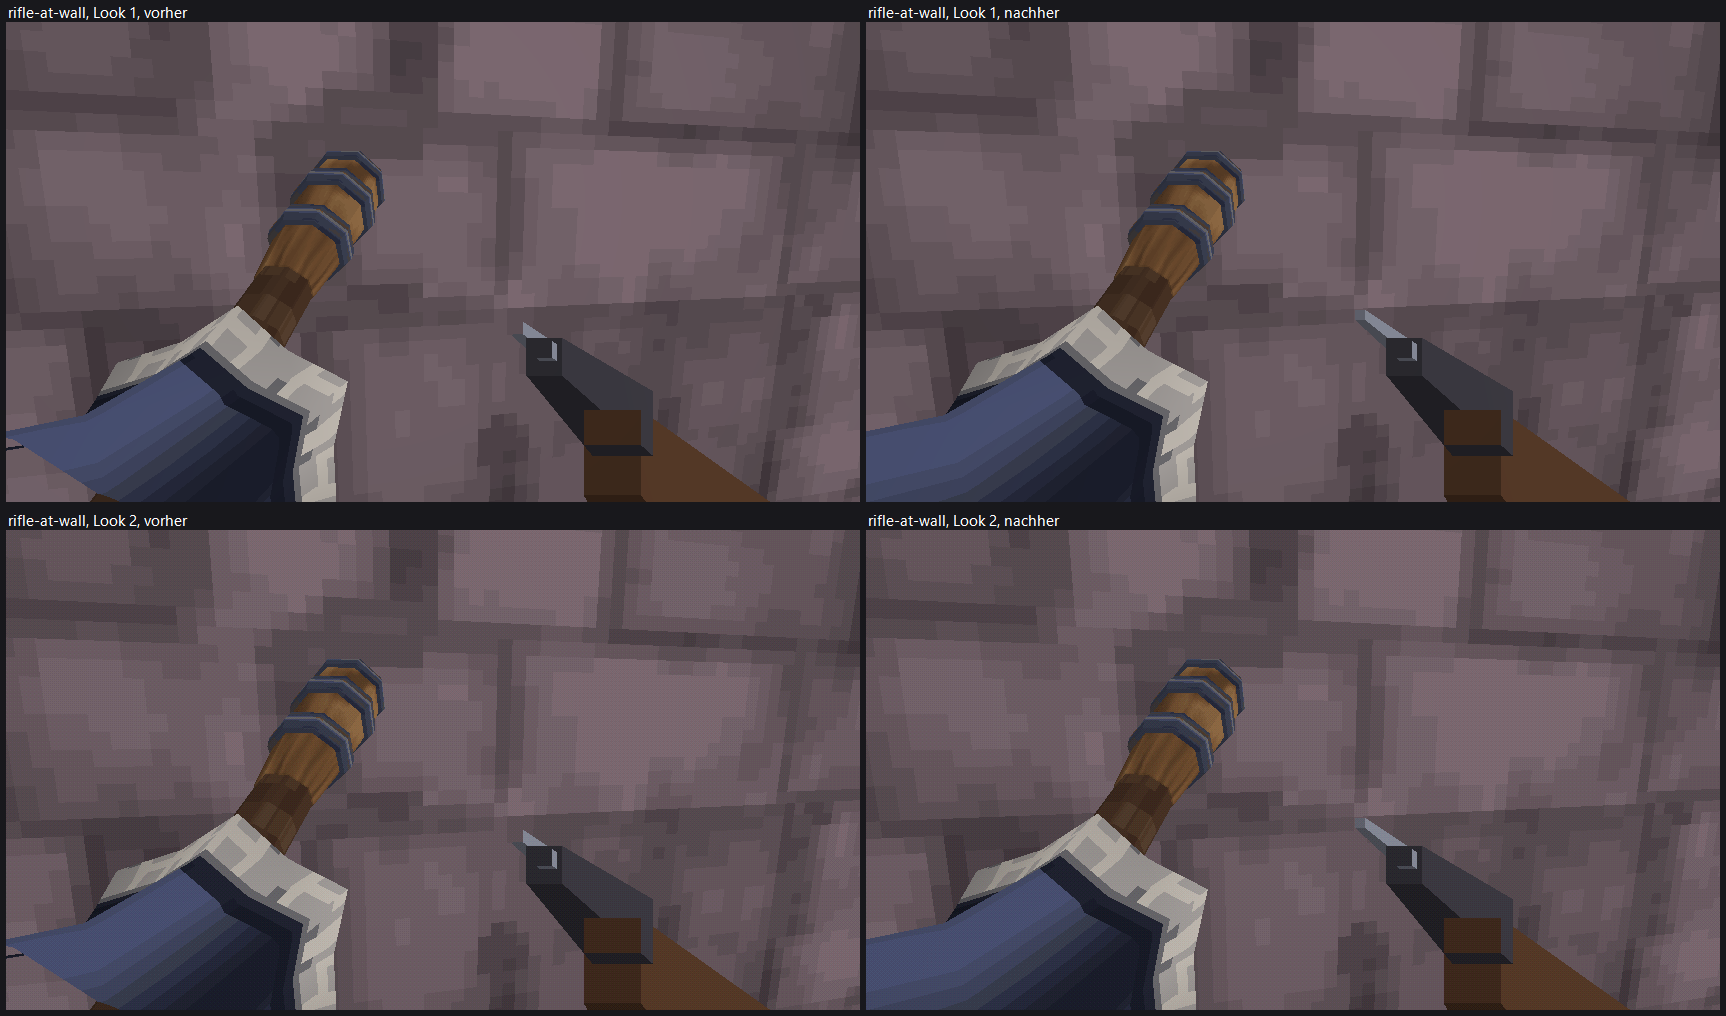 rifle-at-wall, Look 1, vorher
rifle-at-wall, Look 1, nachher
rifle-at-wall, Look 2, vorher
rifle-at-wall, Look 2, nachher